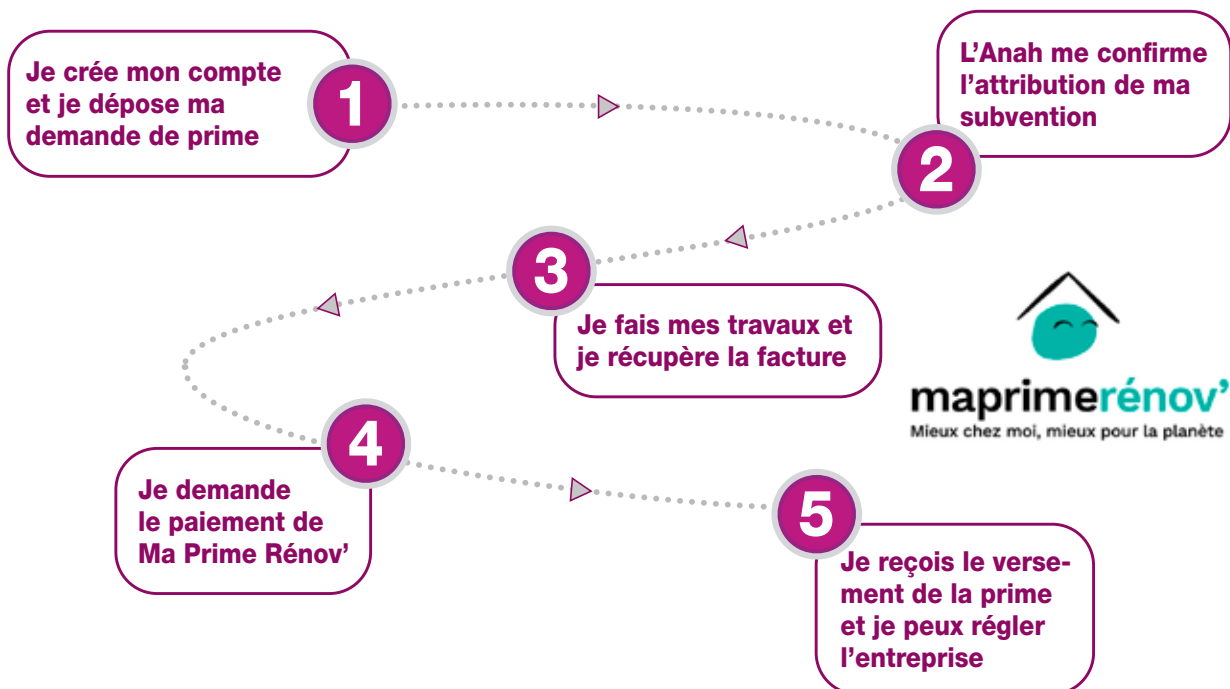 Je crée mon compte
et je dépose ma
demande de prime
1
L’Anah me confirme
l’attribution de ma
subvention
2
3
Je fais mes travaux et
je récupère la facture
maprimerénov’
Mieux chez moi, mieux pour la planète
4
Je demande
le paiement de
Ma Prime Rénov’
5
Je reçois le verse-
ment de la prime
et je peux régler
l’entreprise